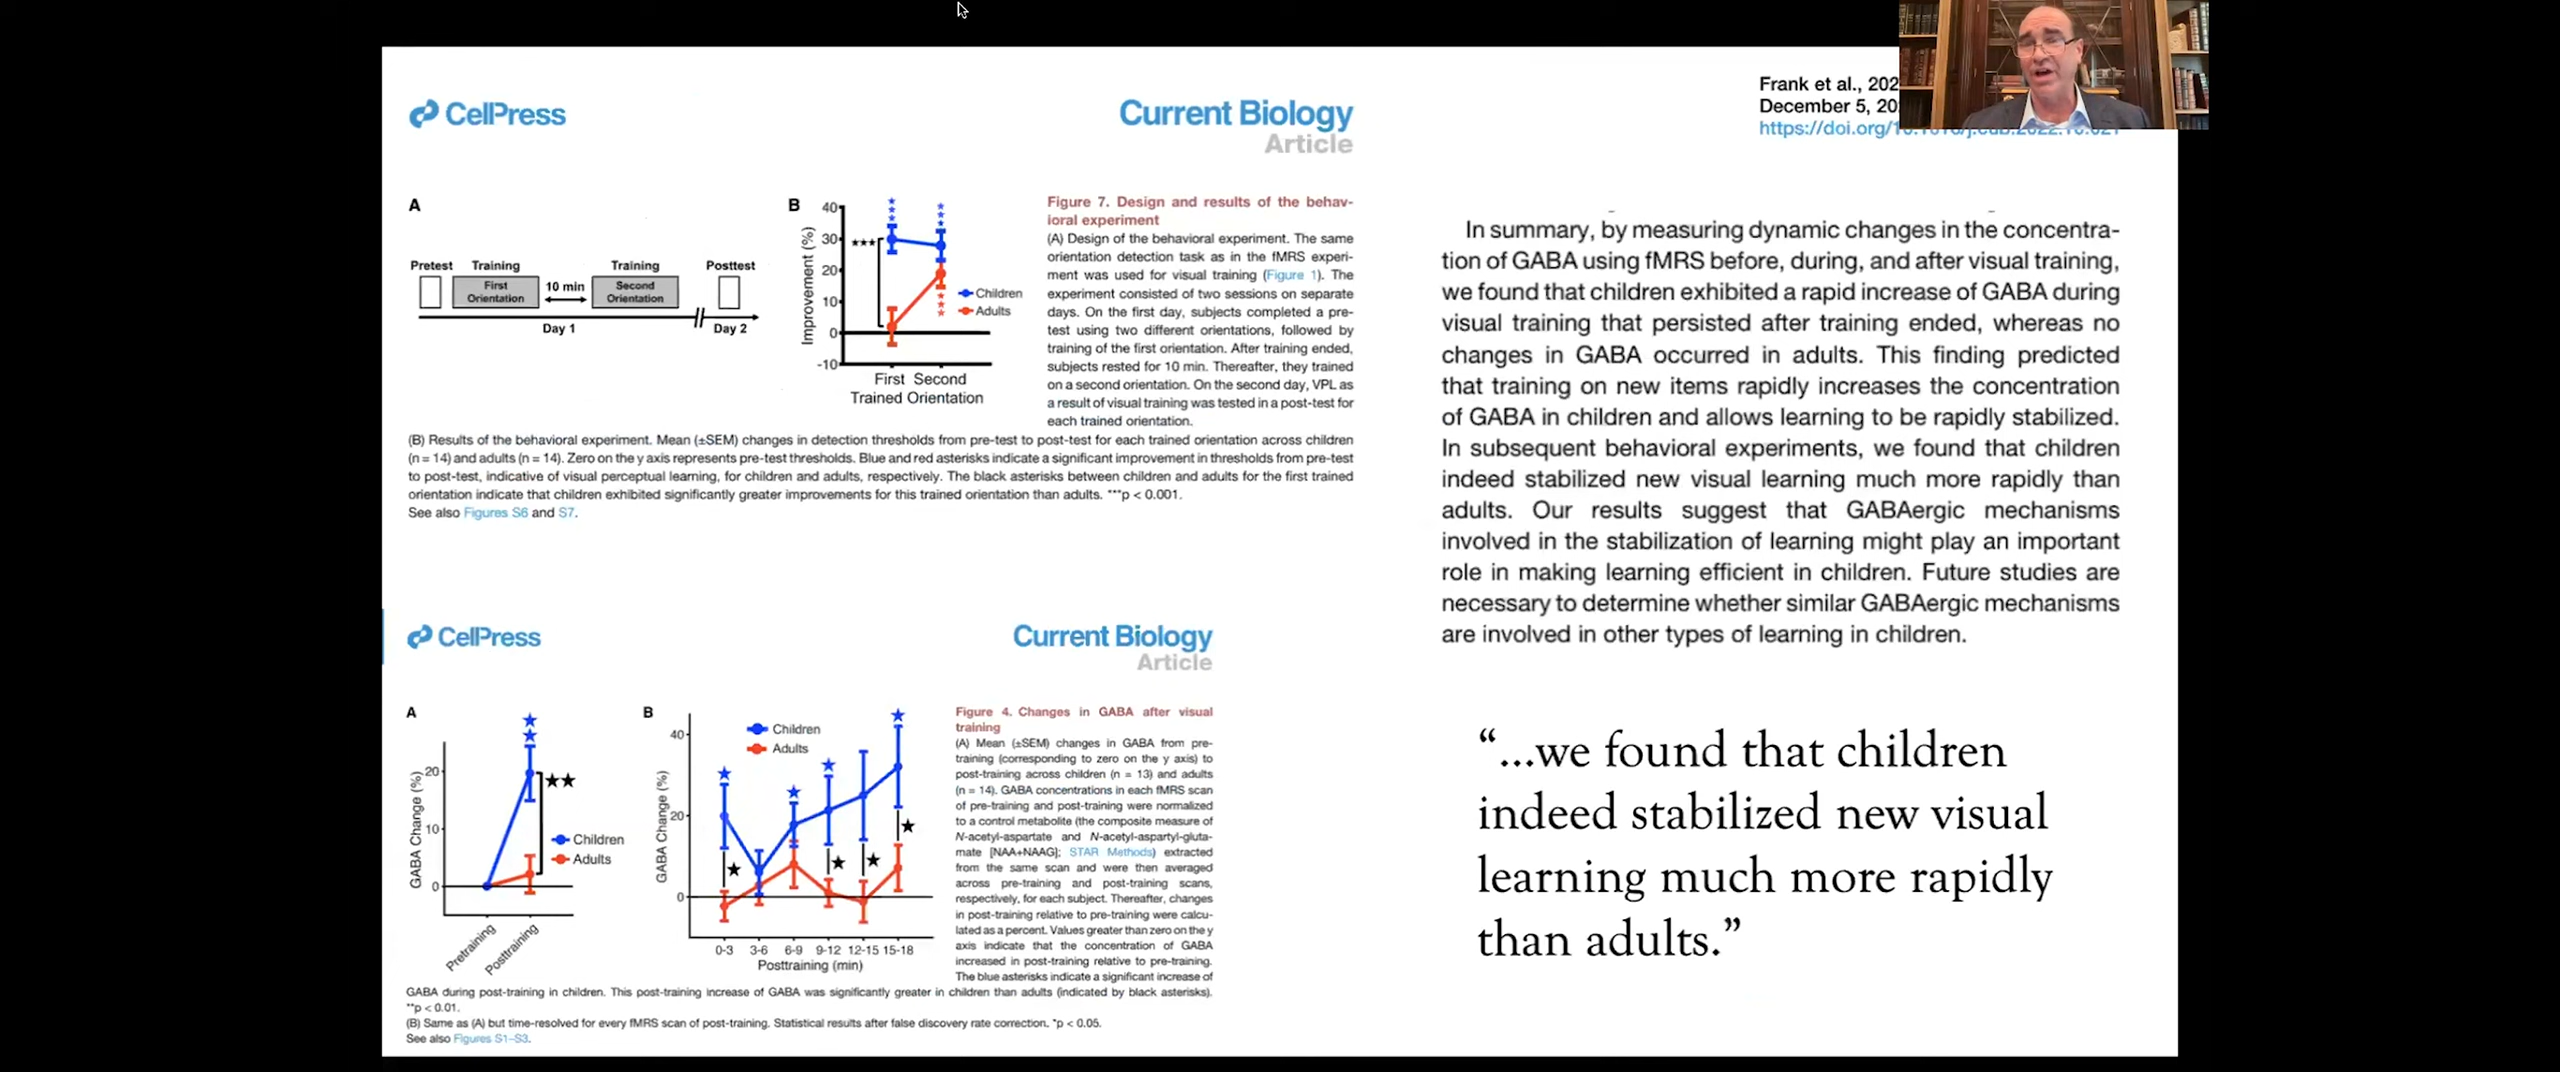 CellPress
Current Biology
Article
A
Pretest Training Training Posttest
First
Orientation
10 min
Second
Orientation
Day 1
Day 2
B
Improvement (%)
40
30
20
10
0
-10
***
Children
Adults
First Second
Trained Orientation
Figure 7. Design and results of the behav-
ioral experiment
(A) Design of the behavioral experiment. The same
orientation detection task as in the fMRS experi-
ment was used for visual training (Figure 1). The
experiment consisted of two sessions on separate
days. On the first day, subjects completed a pre-
test using two different orientations, followed by
training of the first orientation. After training ended,
subjects rested for 10 min. Thereafter, they trained
on a second orientation. On the second day, VPL as
a result of visual training was tested in a post-test for
each trained orientation.
(B) Results of the behavioral experiment. Mean (±SEM) changes in detection thresholds from pre-test to post-test for each trained orientation across children
(n = 14) and adults (n = 14). Zero on the y axis represents pre-test thresholds. Blue and red asterisks indicate a significant improvement in thresholds from pre-test
to post-test, indicative of visual perceptual learning, for children and adults, respectively. The black asterisks between children and adults for the first trained
orientation indicate that children exhibited significantly greater improvements for this trained orientation than adults. ***p < 0.001.
See also Figures S6 and S7.
CellPress
Current Biology
Article
A
GABA Change (%)
20
10
0
Children
Adults
Pretraining
Posttraining
B
GABA Change (%)
40
20
0
Children
Adults
0-3 3-6 6-9 9-12 12-15 15-18
Posttraining (min)
Figure 4. Changes in GABA after visual
training
(A) Mean (±SEM) changes in GABA from pre-
training (corresponding to zero on the y axis) to
post-training across children (n = 13) and adults
(n = 14). GABA concentrations in each fMRS scan
of pre-training and post-training were normalized
to a control metabolite (the composite measure of
N-acetyl-aspartate and N-acetyl-aspartyl-gluta-
mate [NAA+NAAG]; STAR Methods) extracted
from the same scan and were then averaged
across pre-training and post-training scans,
respectively, for each subject. Thereafter, changes
in post-training relative to pre-training were calcu-
lated as a percent. Values greater than zero on the y
axis indicate that the concentration of GABA
increased in post-training relative to pre-training.
The blue asterisks indicate a significant increase of
GABA during post-training in children. This post-training increase of GABA was significantly greater in children than adults (indicated by black asterisks).
**p < 0.01.
(B) Same as (A) but time-resolved for every fMRS scan of post-training. Statistical results after false discovery rate correction. *p < 0.05.
See also Figures S1–S3.
Frank et al., 202
December 5, 20
https://doi.org/1
In summary, by measuring dynamic changes in the concentra-
tion of GABA using fMRS before, during, and after visual training,
we found that children exhibited a rapid increase of GABA during
visual training that persisted after training ended, whereas no
changes in GABA occurred in adults. This finding predicted
that training on new items rapidly increases the concentration
of GABA in children and allows learning to be rapidly stabilized.
In subsequent behavioral experiments, we found that children
indeed stabilized new visual learning much more rapidly than
adults. Our results suggest that GABAergic mechanisms
involved in the stabilization of learning might play an important
role in making learning efficient in children. Future studies are
necessary to determine whether similar GABAergic mechanisms
are involved in other types of learning in children.
“...we found that children
indeed stabilized new visual
learning much more rapidly
than adults.”